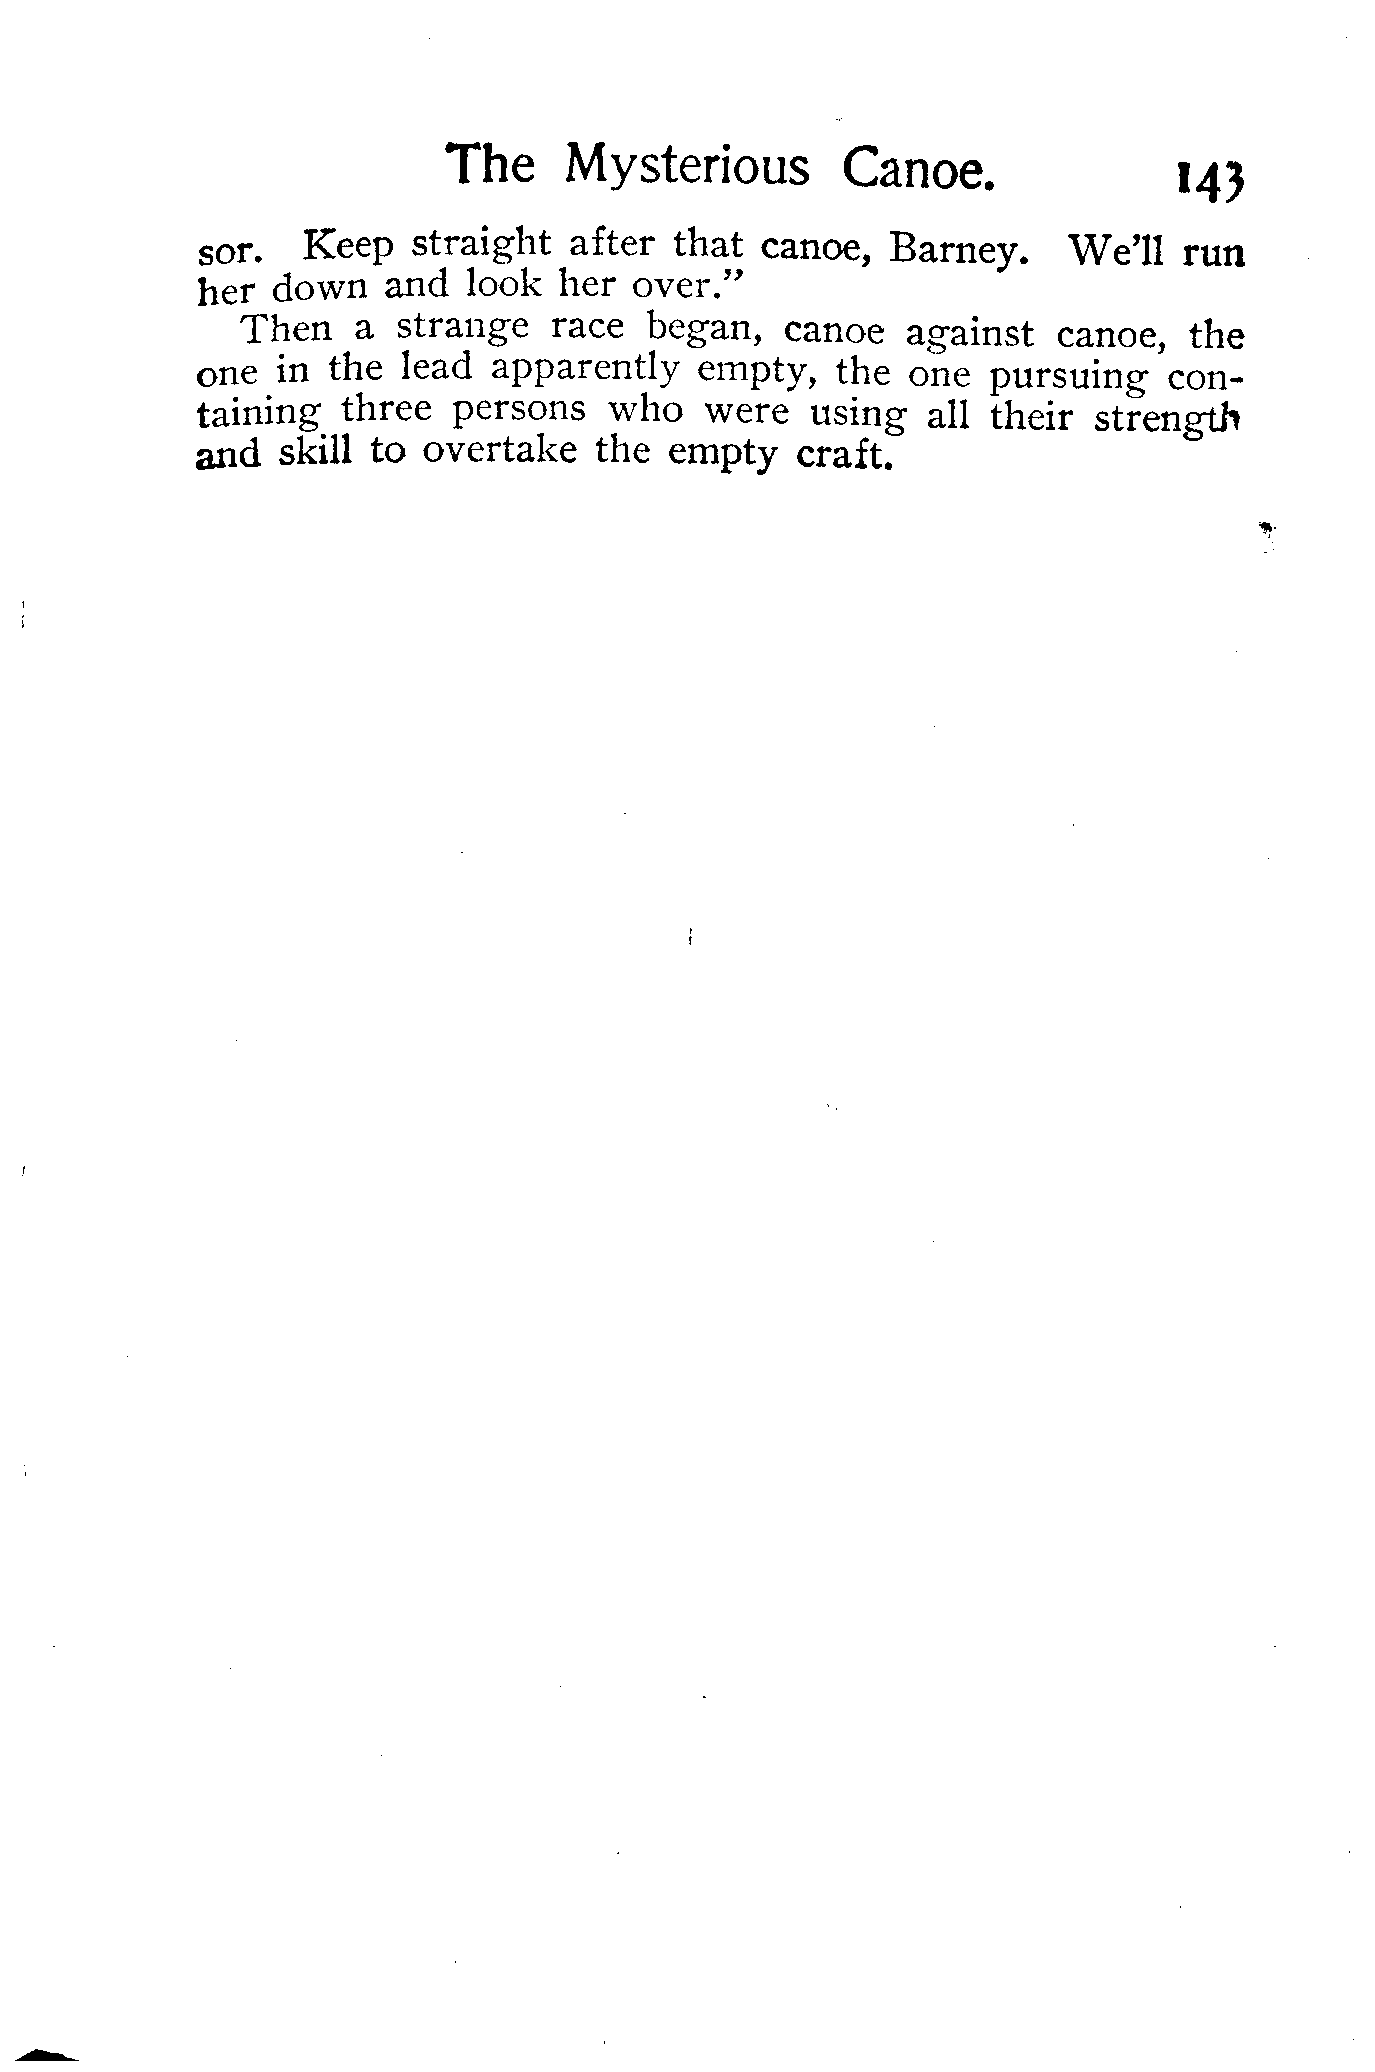 The Mysterious Canoe. 143
sor. Keep straight after that canoe, Barney. We'll run
her down and look her over."
Then a strange race began, canoe against canoe, the
one in the lead apparently empty, the one pursuing con-
taining three persons who were using all their strength
and skill to overtake the empty craft.